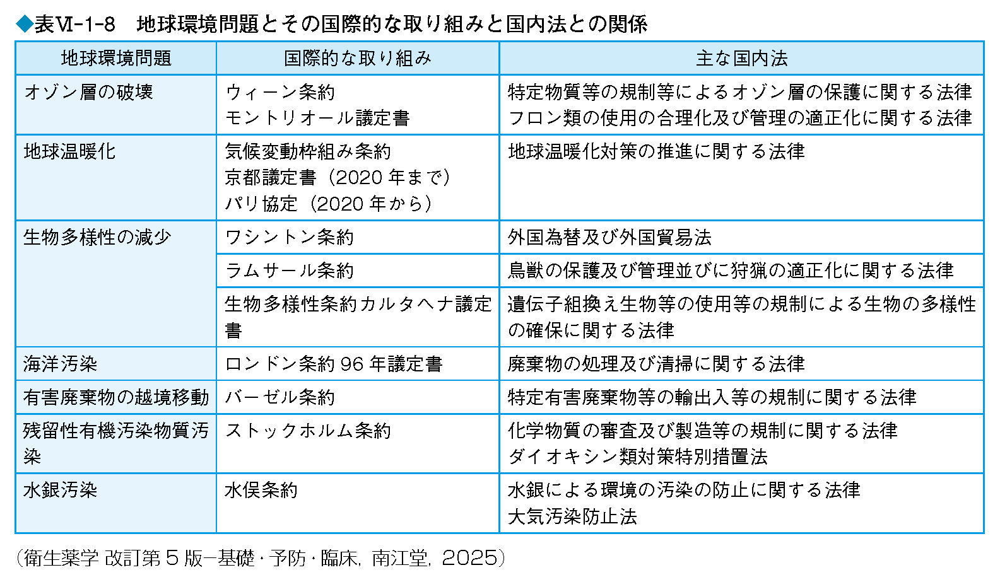 ◆表Ⅵ-1-8 地球環境問題とその国際的な取り組みと国内法との関係
地球環境問題
国際的な取り組み
主な国内法
オゾン層の破壊
ウィーン条約
モントリオール議定書
特定物質等の規制等によるオゾン層の保護に関する法律
フロン類の使用の合理化及び管理の適正化に関する法律
地球温暖化
気候変動枠組み条約
京都議定書（2020 年まで）
パリ協定（2020 年から）
地球温暖化対策の推進に関する法律
生物多様性の減少
ワシントン条約
外国為替及び外国貿易法
ラムサール条約
鳥獣の保護及び管理並びに狩猟の適正化に関する法律
生物多様性条約カルタヘナ議定
書
遺伝子組換え生物等の使用等の規制による生物の多様性
の確保に関する法律
海洋汚染
ロンドン条約 96 年議定書
廃棄物の処理及び清掃に関する法律
有害廃棄物の越境移動
バーゼル条約
特定有害廃棄物等の輸出入等の規制に関する法律
残留性有機汚染物質汚
染
ストックホルム条約
化学物質の審査及び製造等の規制に関する法律
ダイオキシン類対策特別措置法
水銀汚染
水俣条約
水銀による環境の汚染の防止に関する法律
大気汚染防止法
（衛生薬学 改訂第 5 版−基礎・予防・臨床, 南江堂, 2025）